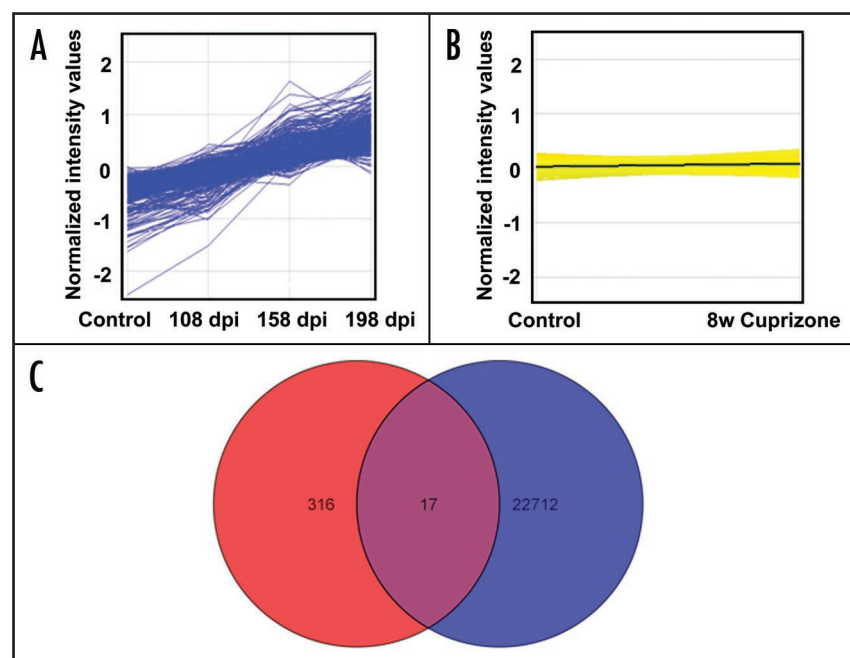 A
Normalized intensity values
2
1
0
-1
-2
Control 108 dpi 158 dpi 198 dpi
B
Normalized intensity values
2
1
0
-1
-2
Control 8w Cuprizone
C
316 17 22712